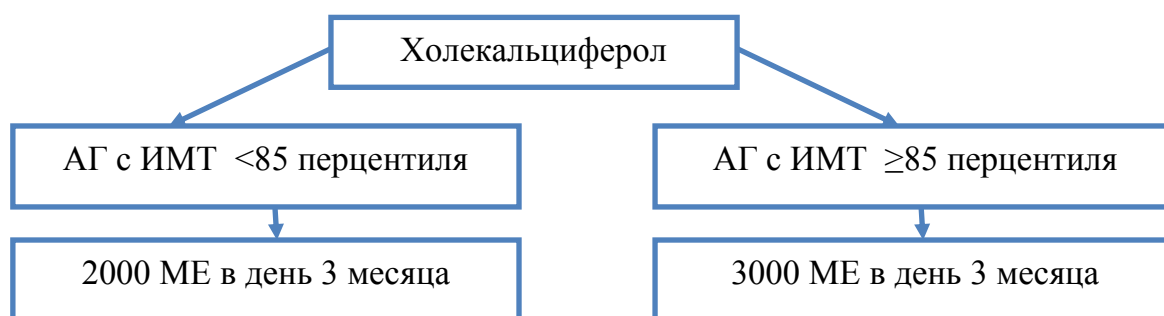 Холекальциферол
АГ с ИМТ <85 перцентиля
АГ с ИМТ ≥85 перцентиля
2000 МЕ в день 3 месяца
3000 МЕ в день 3 месяца